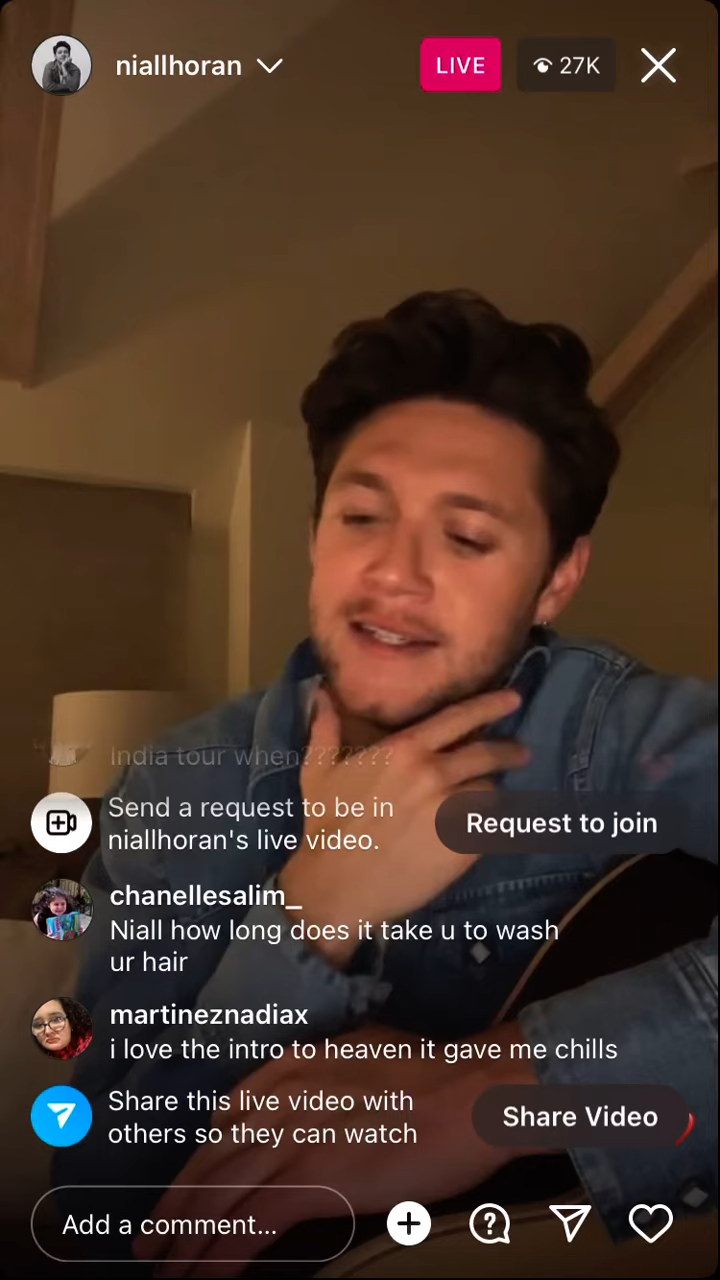 niallhoran
LIVE
27K
India tour when???????
Send a request to be in
niallhoran's live video.
Request to join
chanellesalim_
Niall how long does it take u to wash
ur hair
martineznadiax
i love the intro to heaven it gave me chills
Share this live video with
others so they can watch
Share Video
Add a comment...